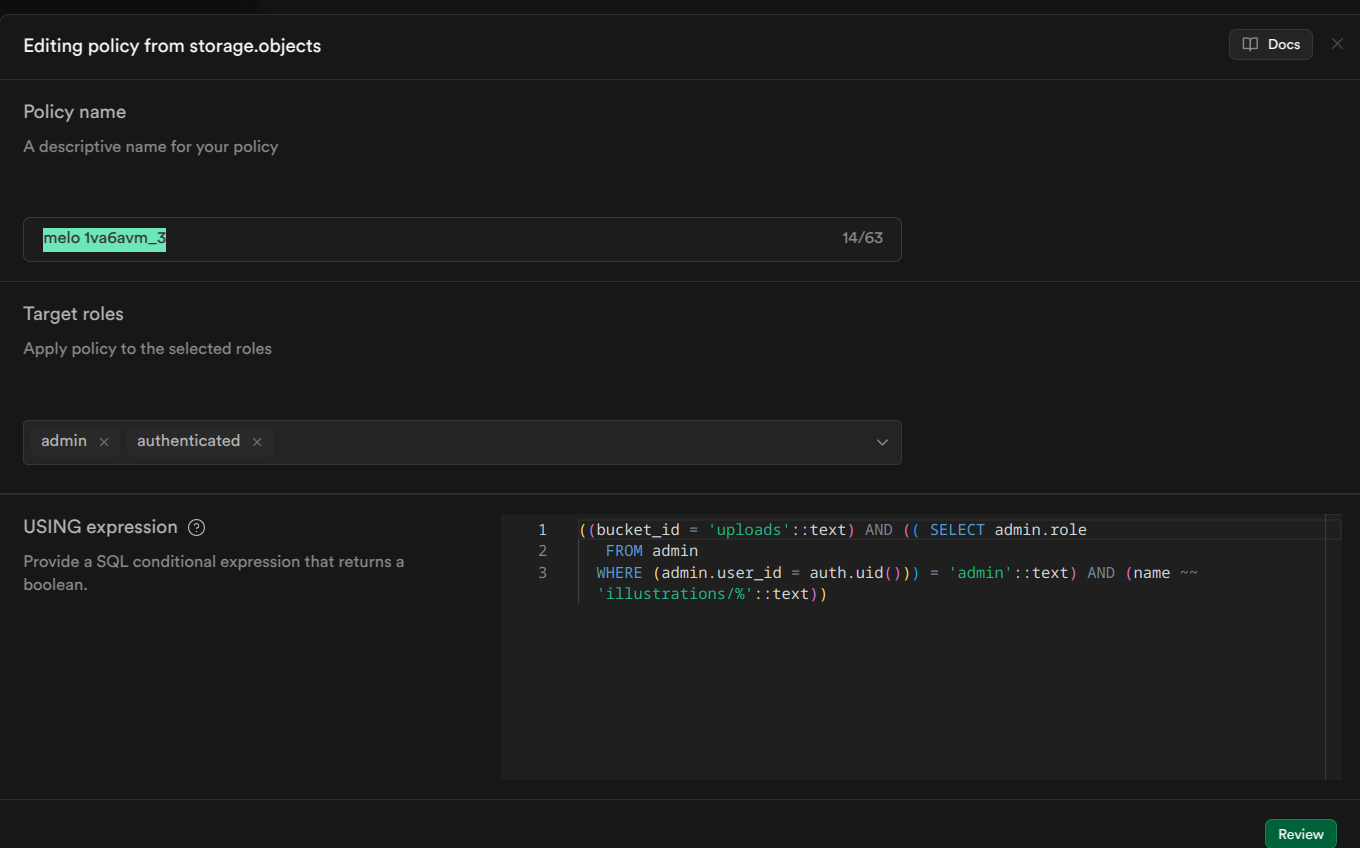 Editing policy from storage.objects
Docs
Policy name
A descriptive name for your policy
melo 1va6avm_3
14/63
Target roles
Apply policy to the selected roles
admin
authenticated
USING expression
Provide a SQL conditional expression that returns a
boolean.
1 ((bucket_id = 'uploads'::text) AND (( SELECT admin.role
2 FROM admin
3 WHERE (admin.user_id = auth.uid())) = 'admin'::text) AND (name ~~
'illustrations/%'::text))
Review